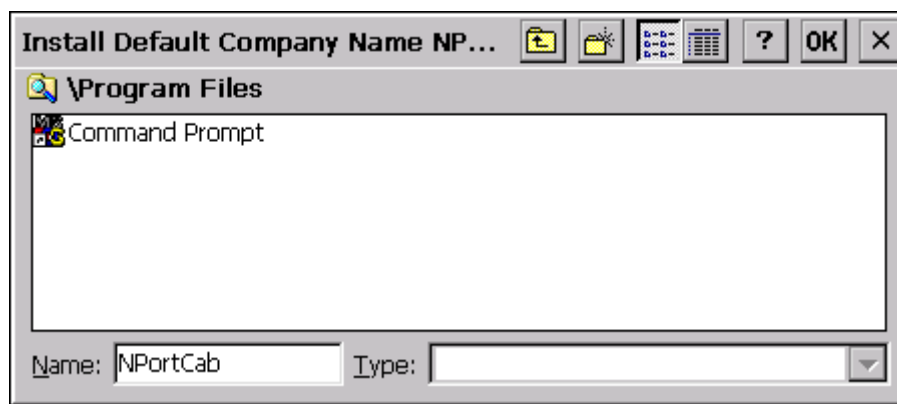 Install Default Company Name NP... ? OK ×
\Program Files
Command Prompt
Name: NPortCab Type: